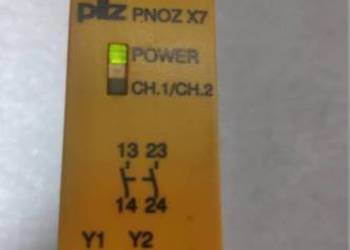 pilz PNOZ X7
POWER
CH.1/CH.2
13 23
14 24
Y1 Y2